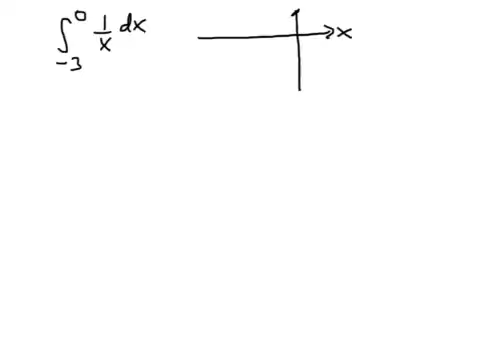 ∫_{-3}^{0} 1/x dx
x